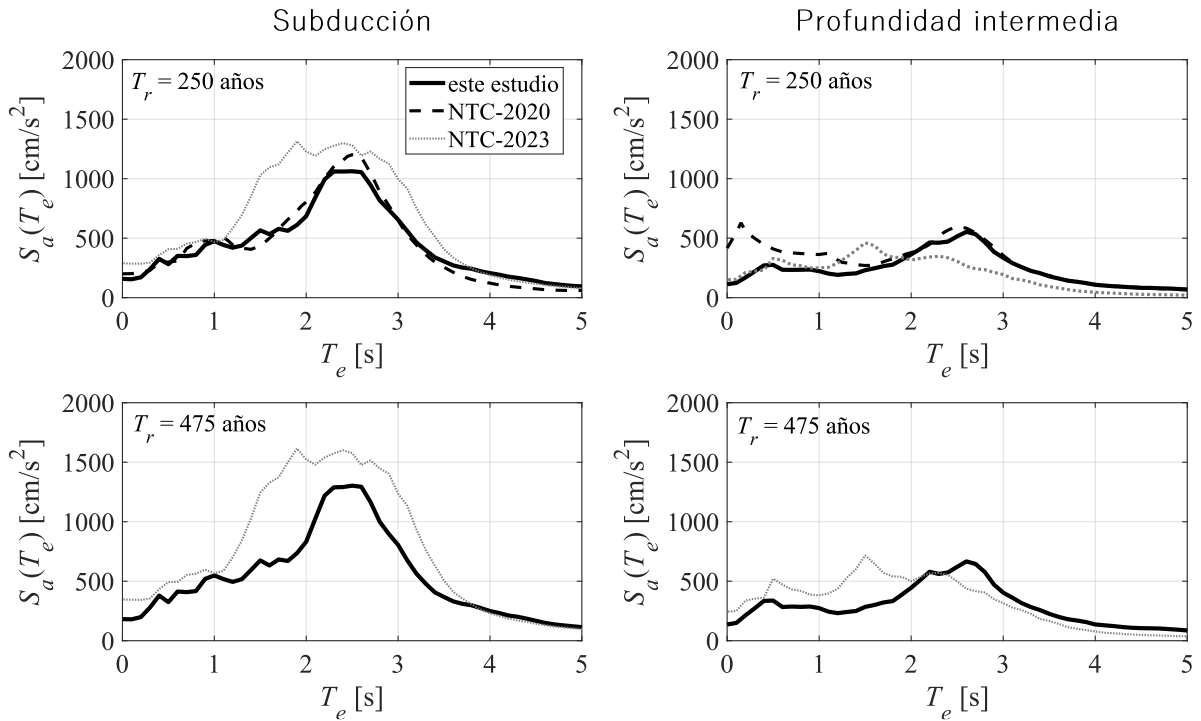 Subducción
Profundidad intermedia
2000
1500
1000
500
0
S_a(T_e) [cm/s²]
T_r = 250 años
este estudio
NTC-2020
NTC-2023
0 1 2 3 4 5
T_e [s]
2000
1500
1000
500
0
S_a(T_e) [cm/s²]
T_r = 250 años
0 1 2 3 4 5
T_e [s]
2000
1500
1000
500
0
S_a(T_e) [cm/s²]
T_r = 475 años
0 1 2 3 4 5
T_e [s]
2000
1500
1000
500
0
S_a(T_e) [cm/s²]
T_r = 475 años
0 1 2 3 4 5
T_e [s]